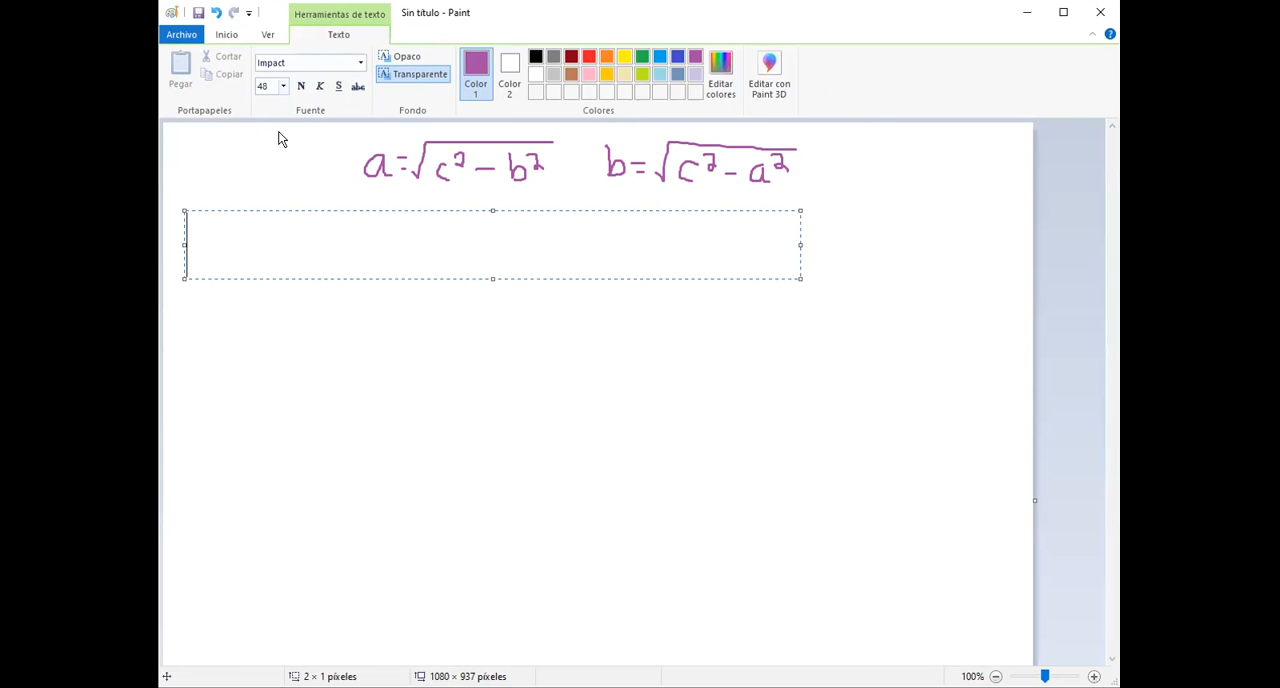 Herramientas de texto Sin título - Paint
Archivo Inicio Ver Texto
Pegar Cortar Copiar
Portapapeles
Impact
48 N K S abc
Fuente
Opaco
Transparente
Fondo
Color 1
Color 2
Editar colores
Colores
Editar con Paint 3D
a=√c² − b² b=√c² − a²
2 × 1 píxeles 1080 × 937 píxeles 100%